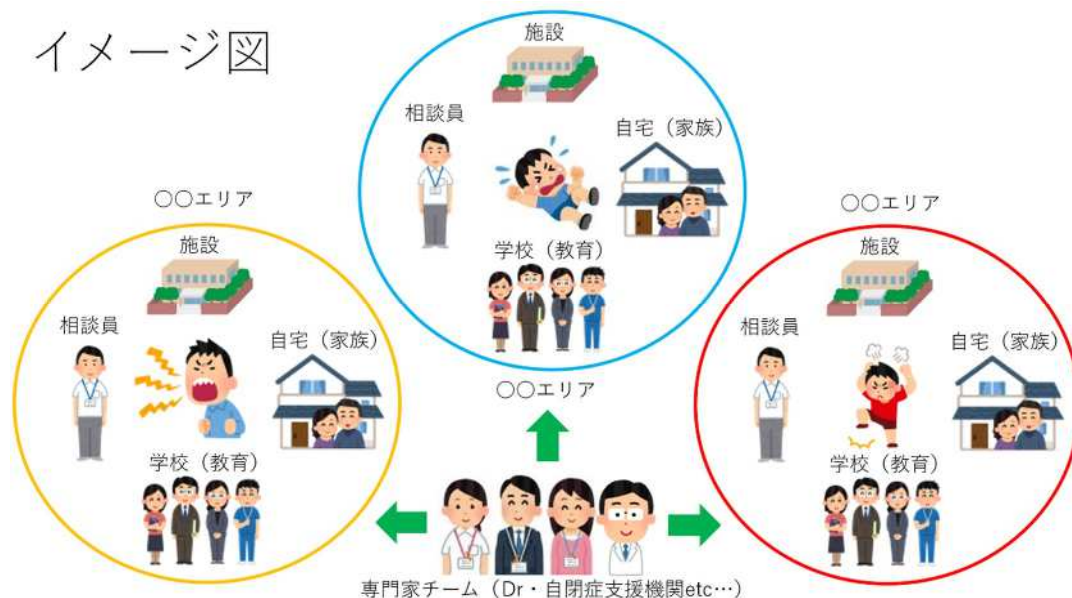 イメージ図
施設
相談員
自宅（家族）
学校（教育）
〇〇エリア
〇〇エリア
施設
相談員
自宅（家族）
学校（教育）
〇〇エリア
施設
相談員
自宅（家族）
学校（教育）
専門家チーム（Dr・自閉症支援機関etc…）